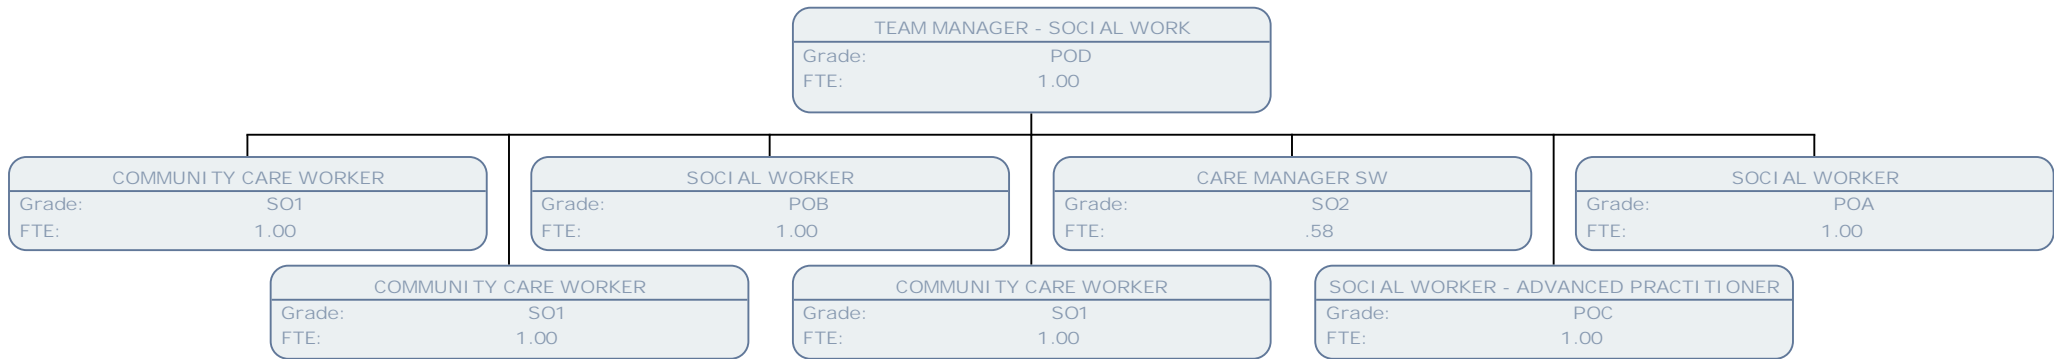 TEAM MANAGER - SOCIAL WORK
Grade: POD
FTE: 1.00
COMMUNITY CARE WORKER
Grade: SO1
FTE: 1.00
SOCIAL WORKER
Grade: POB
FTE: 1.00
CARE MANAGER SW
Grade: SO2
FTE: .58
SOCIAL WORKER
Grade: POA
FTE: 1.00
COMMUNITY CARE WORKER
Grade: SO1
FTE: 1.00
COMMUNITY CARE WORKER
Grade: SO1
FTE: 1.00
SOCIAL WORKER - ADVANCED PRACTITIONER
Grade: POC
FTE: 1.00